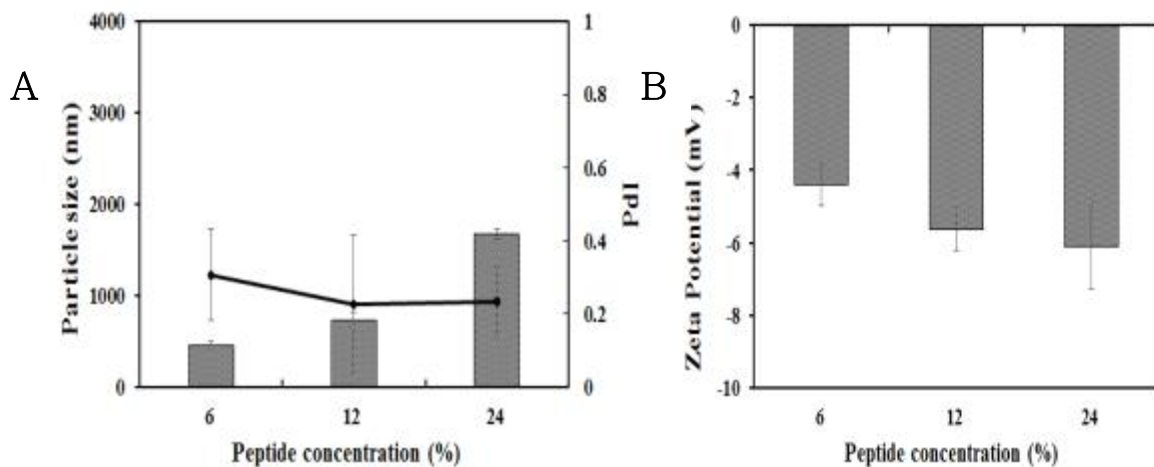 A
Particle size (nm)
4000
3000
2000
1000
0
1
0.8
0.6
0.4
0.2
0
PdI
6 12 24
Peptide concentration (%)
B
Zeta Potential (mV)
0
-2
-4
-6
-8
-10
6 12 24
Peptide concentration (%)